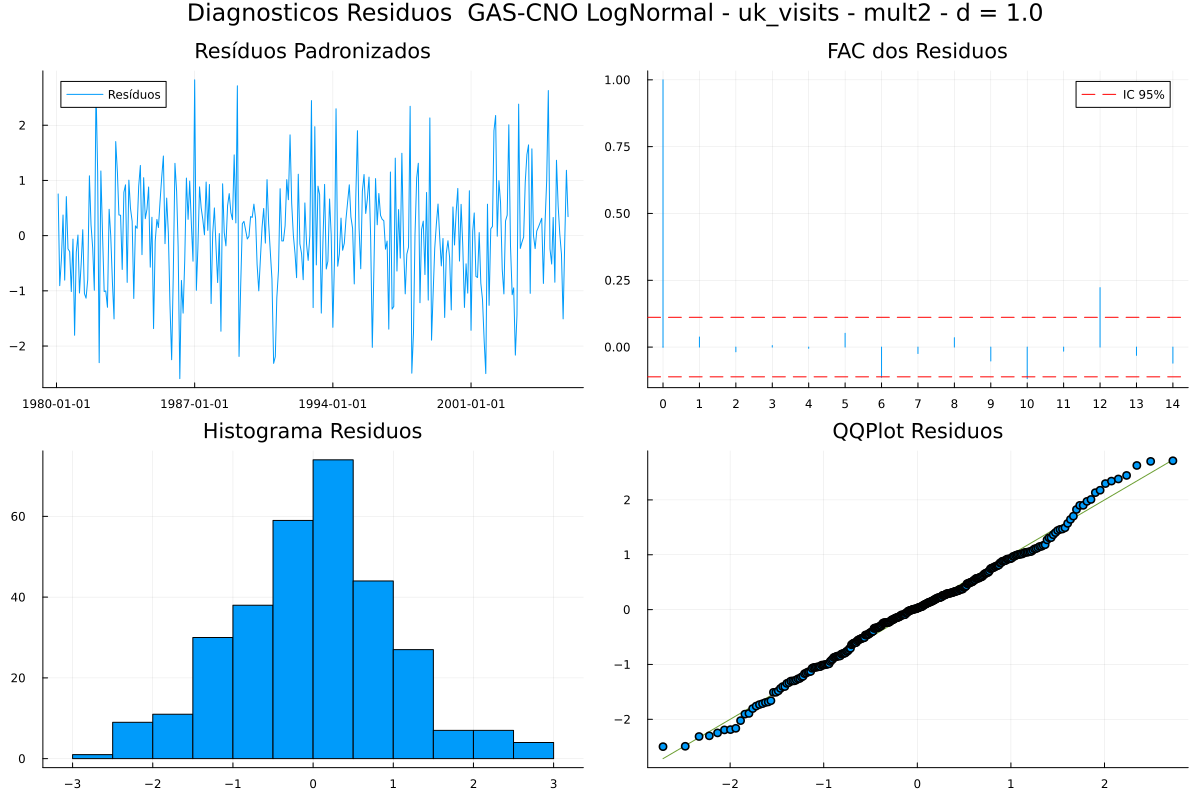 Diagnosticos Residuos  GAS-CNO LogNormal - uk_visits - mult2 - d = 1.0
Resíduos Padronizados
Resíduos
2
1
0
−1
−2
1980-01-01 1987-01-01 1994-01-01 2001-01-01
FAC dos Residuos
IC 95%
1.00
0.75
0.50
0.25
0.00
0 1 2 3 4 5 6 7 8 9 10 11 12 13 14
Histograma Residuos
60
40
20
0
−3 −2 −1 0 1 2 3
QQPlot Residuos
2
1
0
−1
−2
−2 −1 0 1 2